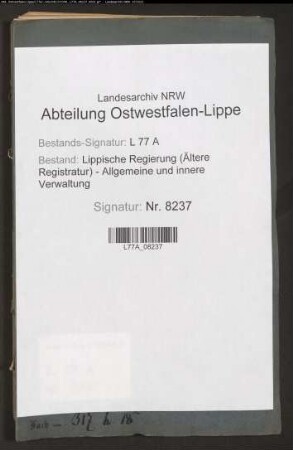 Landesarchiv NRW
Abteilung Ostwestfalen-Lippe
Bestands-Signatur: L 77 A
Bestand: Lippische Regierung (Ältere
Registratur) - Allgemeine und innere
Verwaltung
Signatur: Nr. 8237
L77A_08237